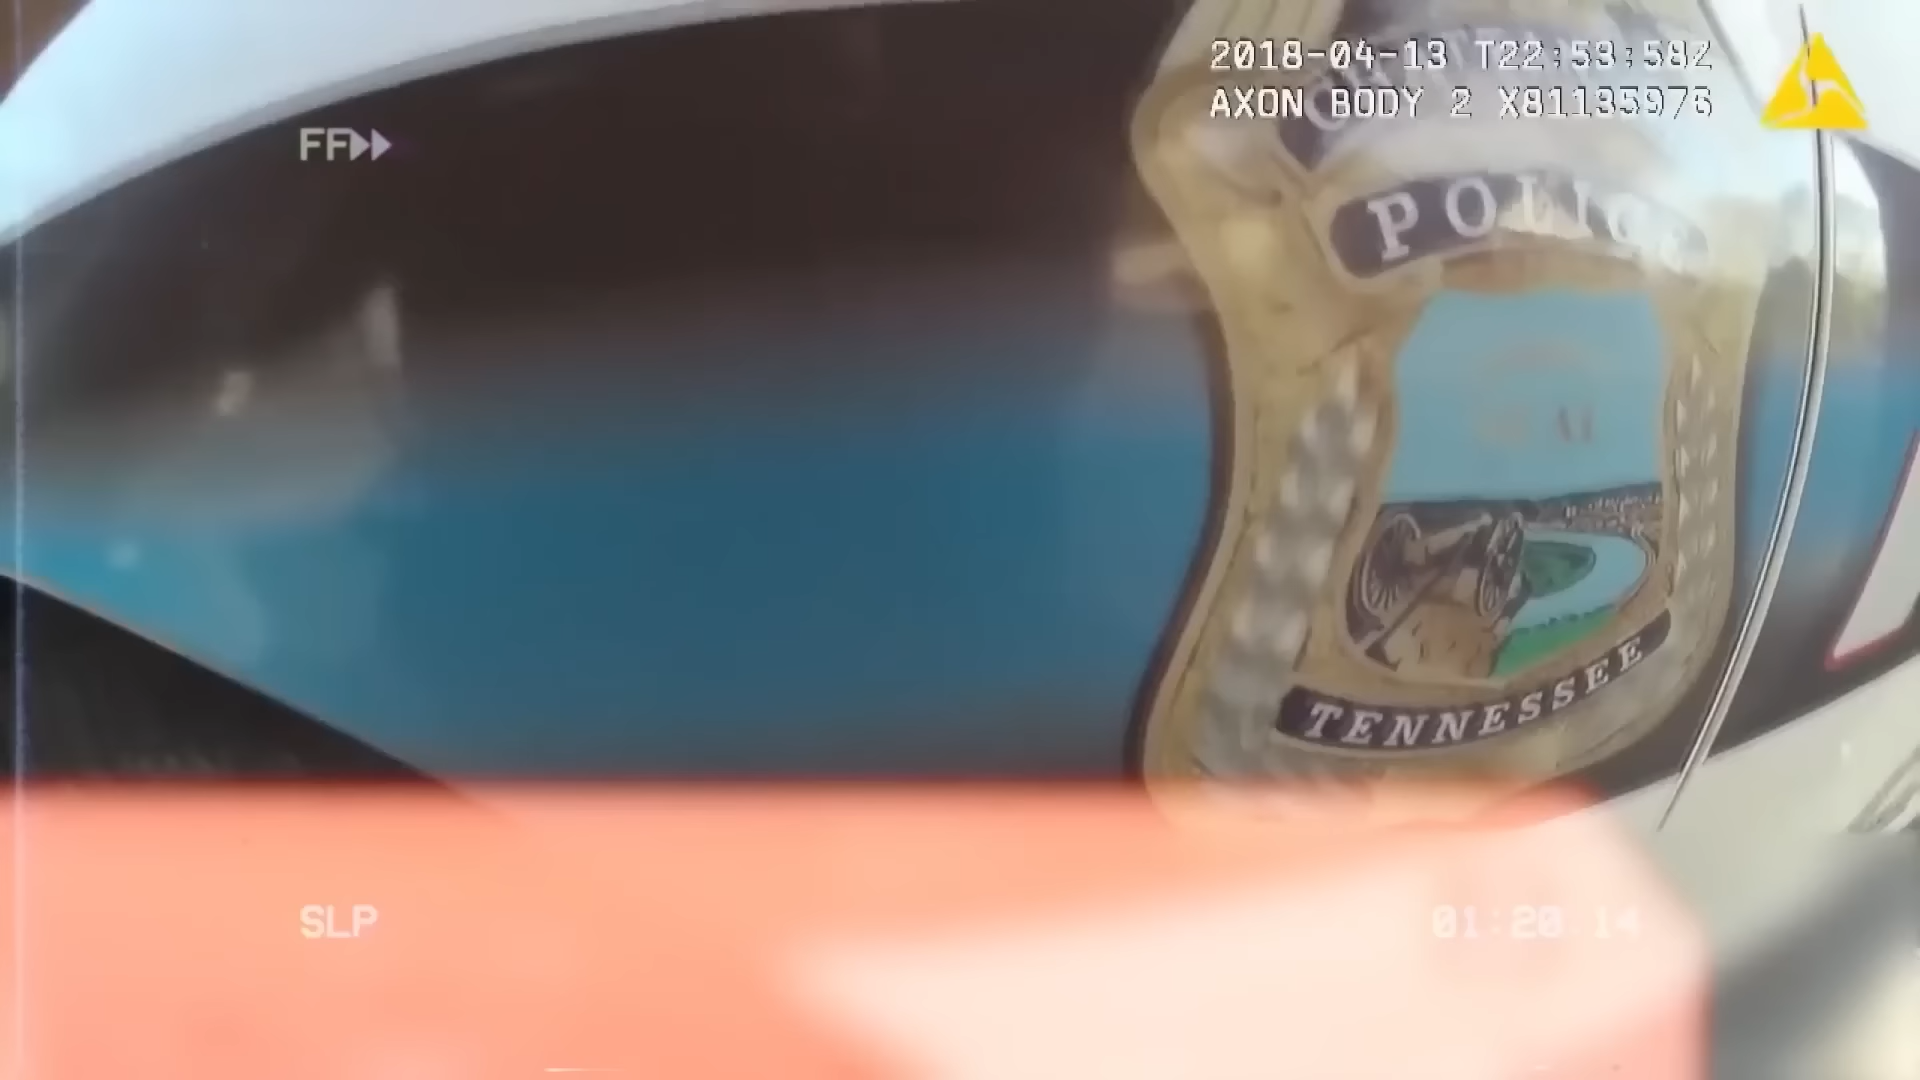 2018-04-13 T22:53:58Z
AXON BODY 2 X81135976
FF
POLICE
TENNESSEE
SLP
01:20:14